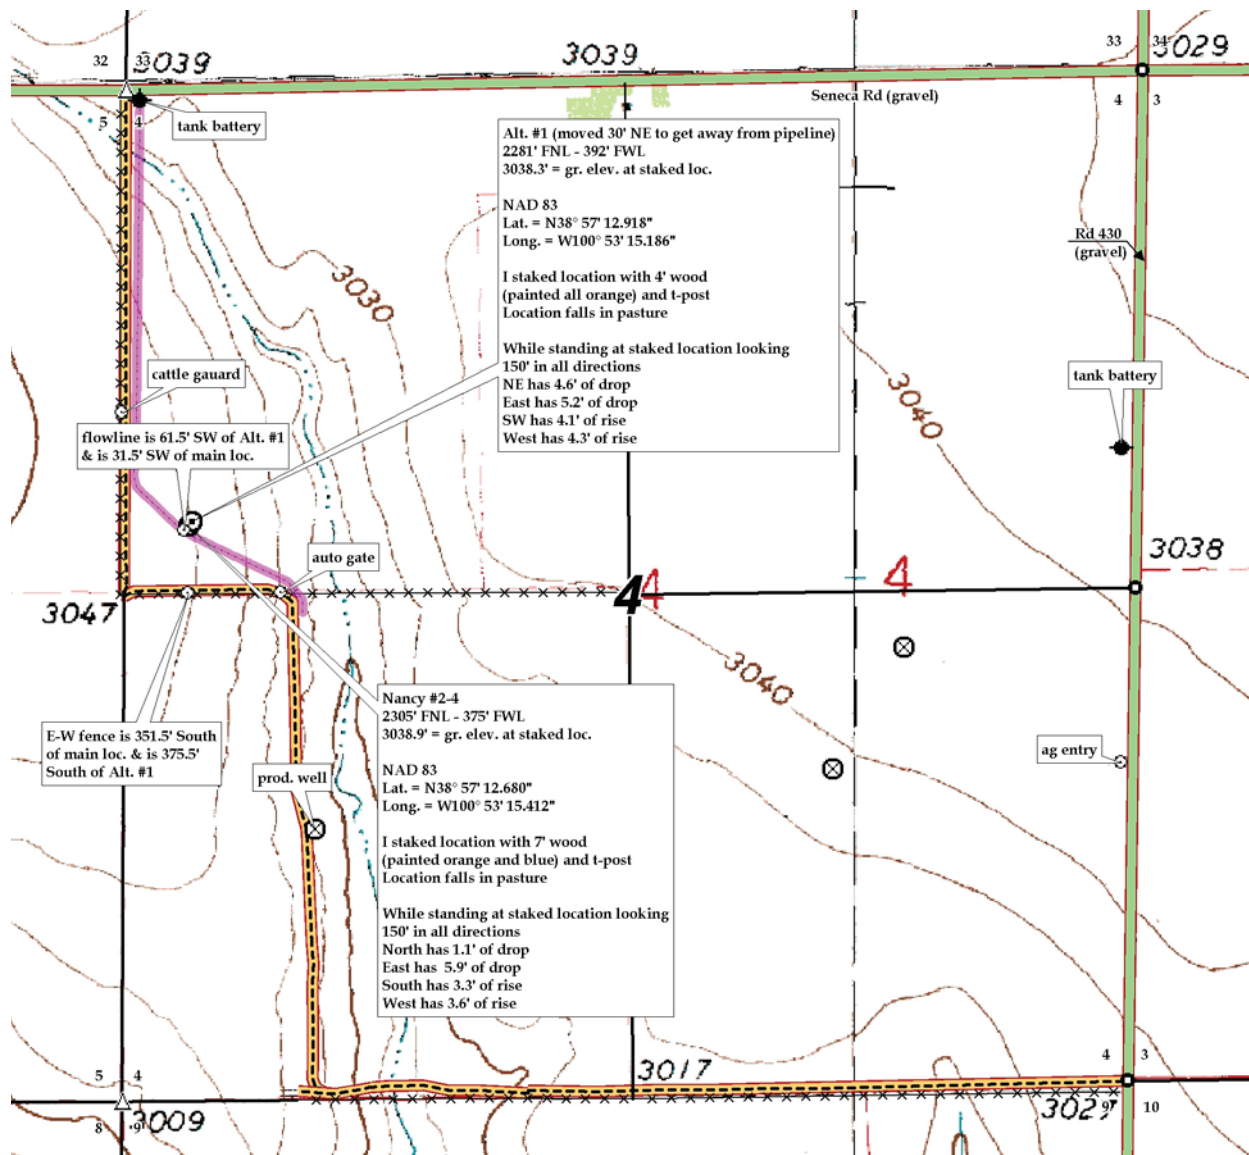 32 33
3039
3039
33 34
3029
Seneca Rd (gravel)
5 4
4 3
tank battery
Alt. #1 (moved 30' NE to get away from pipeline)
2281' FNL - 392' FWL
3038.3' = gr. elev. at staked loc.
NAD 83
Lat. = N38° 57' 12.918"
Long. = W100° 53' 15.186"
I staked location with 4' wood
(painted all orange) and t-post
Location falls in pasture
While standing at staked location looking
150' in all directions
NE has 4.6' of drop
East has 5.2' of drop
SW has 4.1' of rise
West has 4.3' of rise
Rd 430
(gravel)
3030
cattle gauard
tank battery
3040
flowline is 61.5' SW of Alt. #1
& is 31.5' SW of main loc.
auto gate
3038
3047
4
4
4
3040
Nancy #2-4
2305' FNL - 375' FWL
3038.9' = gr. elev. at staked loc.
NAD 83
Lat. = N38° 57' 12.680"
Long. = W100° 53' 15.412"
I staked location with 7' wood
(painted orange and blue) and t-post
Location falls in pasture
While standing at staked location looking
150' in all directions
North has 1.1' of drop
East has 5.9' of drop
South has 3.3' of rise
West has 3.6' of rise
E-W fence is 351.5' South
of main loc. & is 375.5'
South of Alt. #1
prod. well
ag entry
3017
4 3
5 4
3009
8 9
3027
9 10